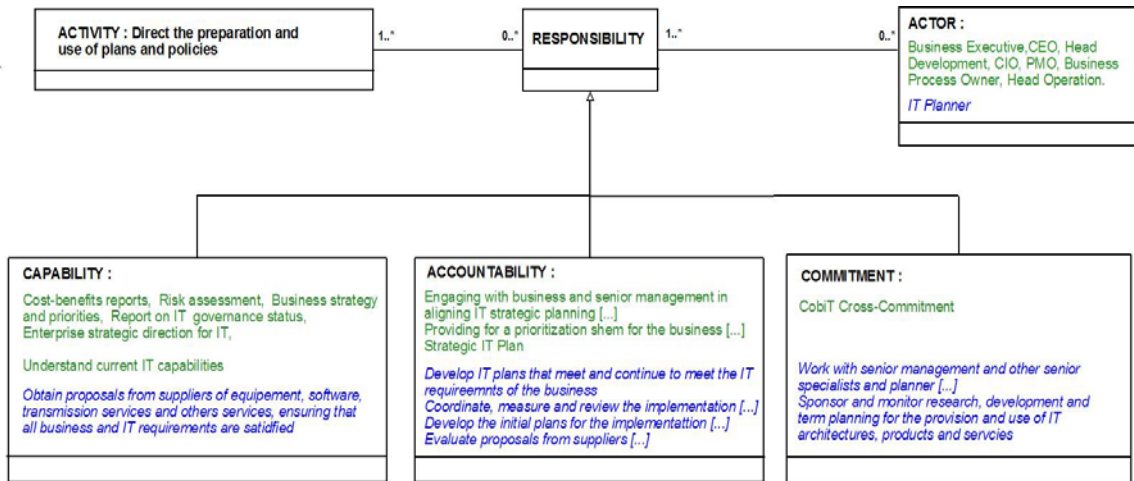 ACTIVITY : Direct the preparation and
use of plans and policies
1..*
0..*
RESPONSIBILITY
1..*
0..*
ACTOR :
Business Executive,CEO, Head
Development, CIO, PMO, Business
Process Owner, Head Operation.
IT Planner
CAPABILITY :
Cost-benefits reports, Risk assessment, Business strategy
and priorities, Report on IT governance status,
Enterprise strategic direction for IT,
Understand current IT capabilities
Obtain proposals from suppliers of equipement, software,
transmission services and others services, ensuring that
all business and IT requirements are satidfied
ACCOUNTABILITY :
Engaging with business and senior management in
aligning IT strategic planning [...]
Providing for a prioritization shem for the business [...]
Strategic IT Plan
Develop IT plans that meet and continue to meet the IT
requireemnts of the business
Coordinate, measure and review the implementation [...]
Develop the initial plans for the implementattion [...]
Evaluate proposals from suppliers [...]
COMMITMENT :
CobiT Cross-Commitment
Work with senior management and other senior
specialists and planner [...]
Sponsor and monitor research, development and
term planning for the provision and use of IT
architectures, products and servcies